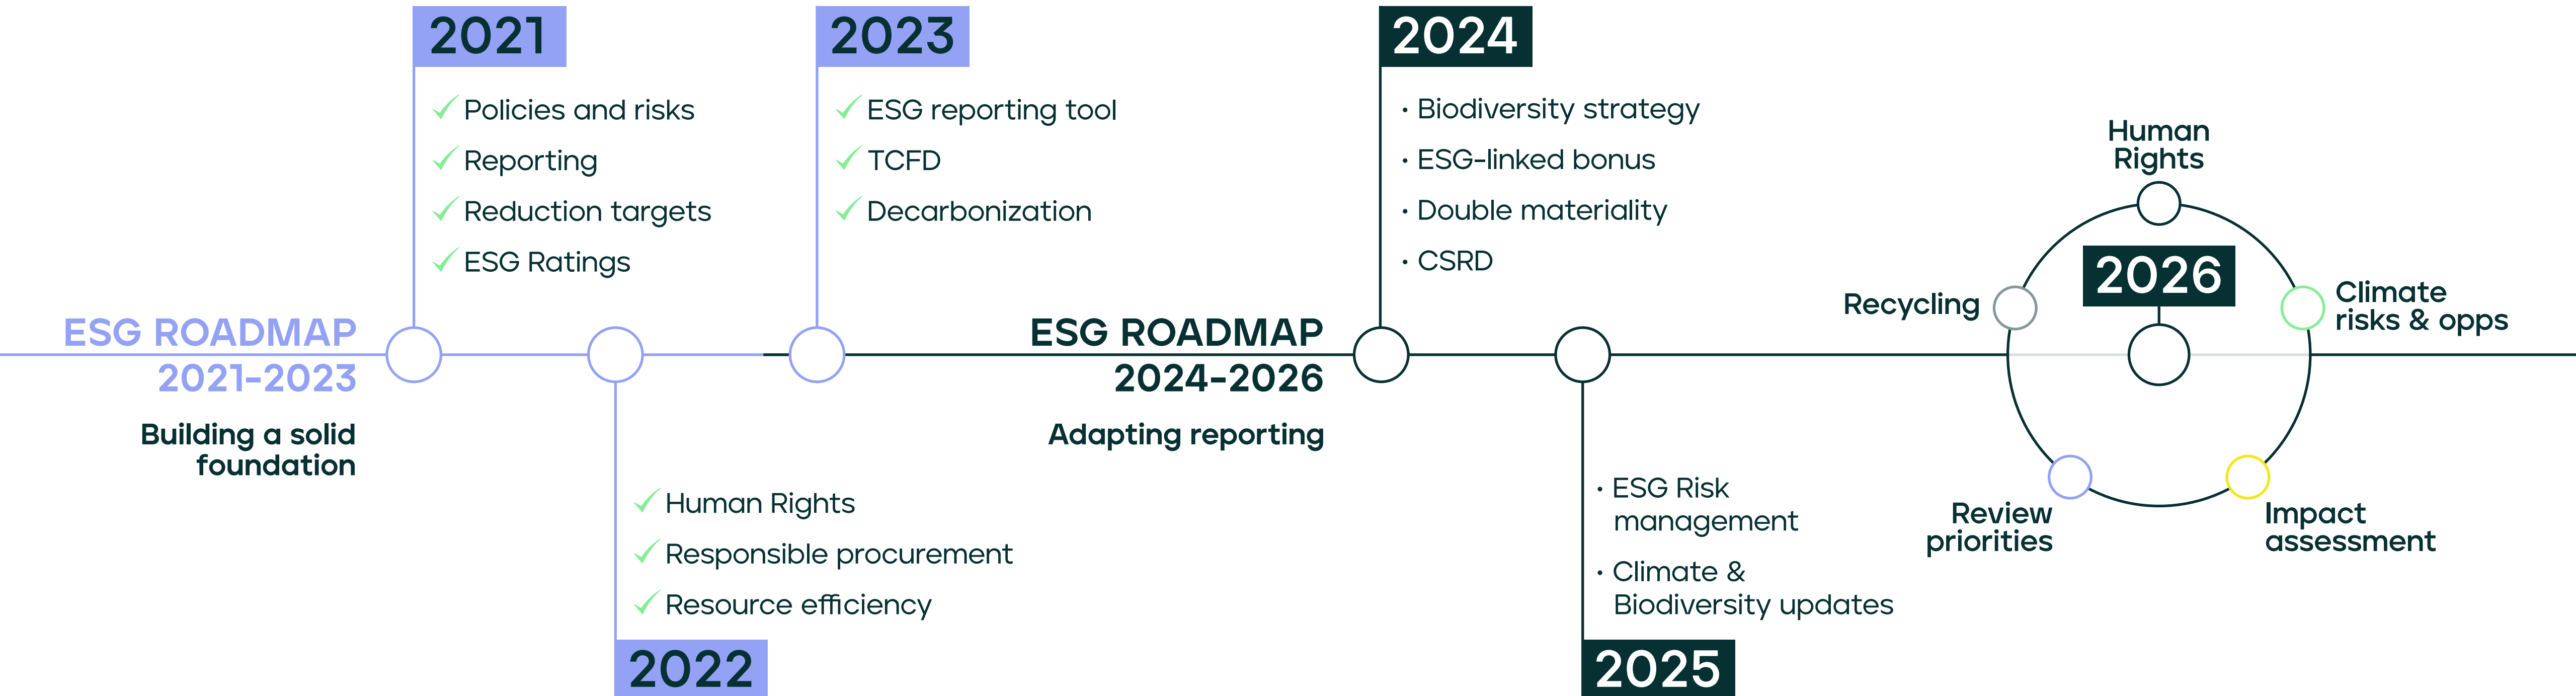 2021
Policies and risks
Reporting
Reduction targets
ESG Ratings
2023
ESG reporting tool
TCFD
Decarbonization
2024
· Biodiversity strategy
· ESG-linked bonus
· Double materiality
· CSRD
ESG ROADMAP
2021-2023
Building a solid
foundation
Human Rights
Responsible procurement
Resource efficiency
2022
ESG ROADMAP
2024-2026
Adapting reporting
· ESG Risk
management
· Climate &
Biodiversity updates
2025
2026
Human
Rights
Climate
risks & opps
Impact
assessment
Review
priorities
Recycling